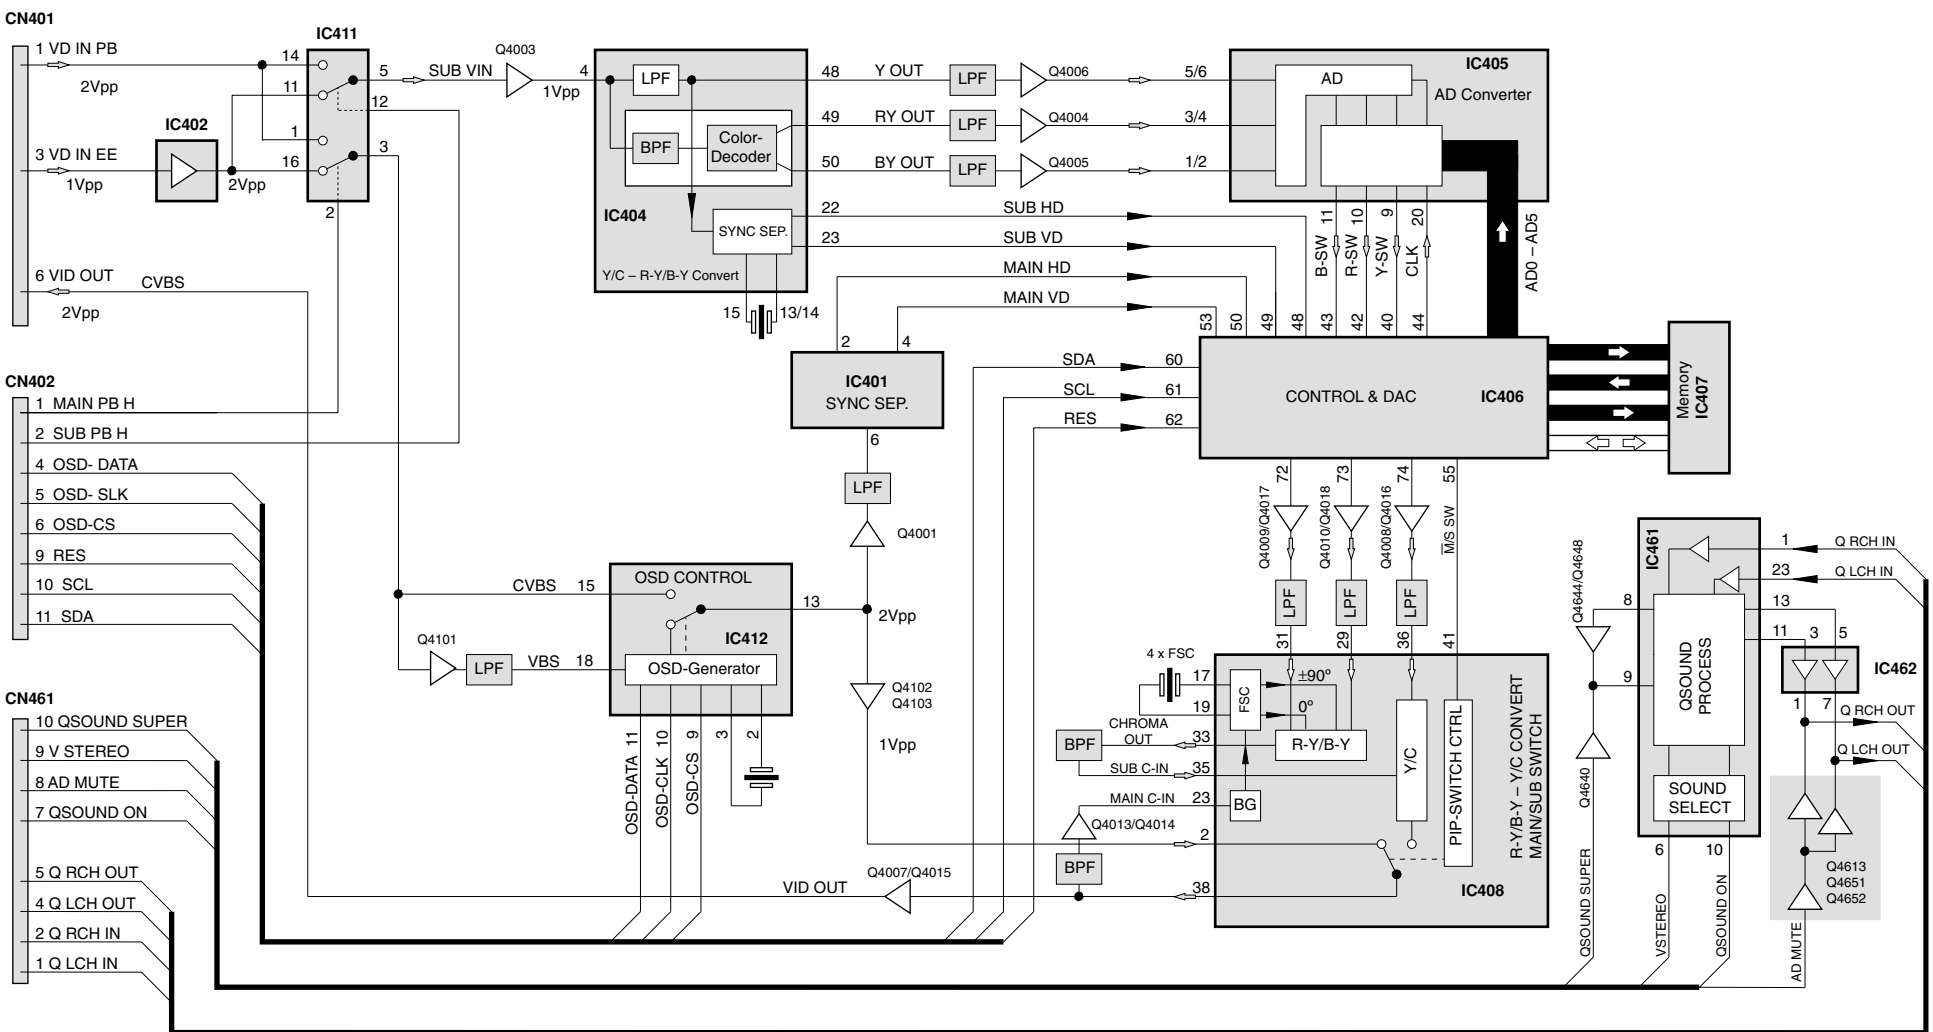 CN401
1 VD IN PB
2Vpp
3 VD IN EE
1Vpp
6 VID OUT
CVBS
2Vpp
IC402
2Vpp
IC411
14
11
1
16
5
12
3
2
SUB VIN
Q4003
4
1Vpp
LPF
BPF
Color-
Decoder
IC404
SYNC SEP.
Y/C – R-Y/B-Y Convert
48
Y OUT
LPF
Q4006
5/6
49
RY OUT
LPF
Q4004
3/4
50
BY OUT
LPF
Q4005
1/2
22
SUB HD
23
SUB VD
MAIN HD
MAIN VD
15
13/14
AD
IC405
AD Converter
B-SW
11
R-SW
10
Y-SW
9
CLK
20
AD0 – AD5
53
50
49
48
43
42
40
44
2
4
IC401
SYNC SEP.
6
LPF
Q4001
SDA
60
SCL
61
RES
62
CONTROL & DAC
IC406
Memory
IC407
CN402
1 MAIN PB H
2 SUB PB H
4 OSD- DATA
5 OSD- SLK
6 OSD-CS
9 RES
10 SCL
11 SDA
CVBS
15
Q4101
LPF
VBS
18
OSD CONTROL
IC412
OSD-Generator
13
2Vpp
Q4102
Q4103
1Vpp
OSD-DATA
11
OSD-CLK
10
OSD-CS
9
3
2
72
73
74
55
Q4009/Q4017
Q4010/Q4018
Q4008/Q4016
M/S SW
LPF
LPF
LPF
31
29
36
41
4 x FSC
17
19
FSC
±90º
0º
CHROMA
OUT
33
BPF
R-Y/B-Y
SUB C-IN
35
MAIN C-IN
23
BG
Q4013/Q4014
BPF
2
38
Y/C
PIP-SWITCH CTRL
R-Y/B-Y – Y/C CONVERT
MAIN/SUB SWITCH
IC408
VID OUT
Q4007/Q4015
CN461
10 QSOUND SUPER
9 V STEREO
8 AD MUTE
7 QSOUND ON
5 Q RCH OUT
4 Q LCH OUT
2 Q RCH IN
1 Q LCH IN
IC461
1
Q RCH IN
23
Q LCH IN
Q4644/Q4648
8
9
QSOUND
PROCESS
13
11
3
5
IC462
1
7
Q RCH OUT
Q LCH OUT
Q4640
SOUND
SELECT
6
10
Q4613
Q4651
Q4652
QSOUND SUPER
VSTEREO
QSOUND ON
AD MUTE